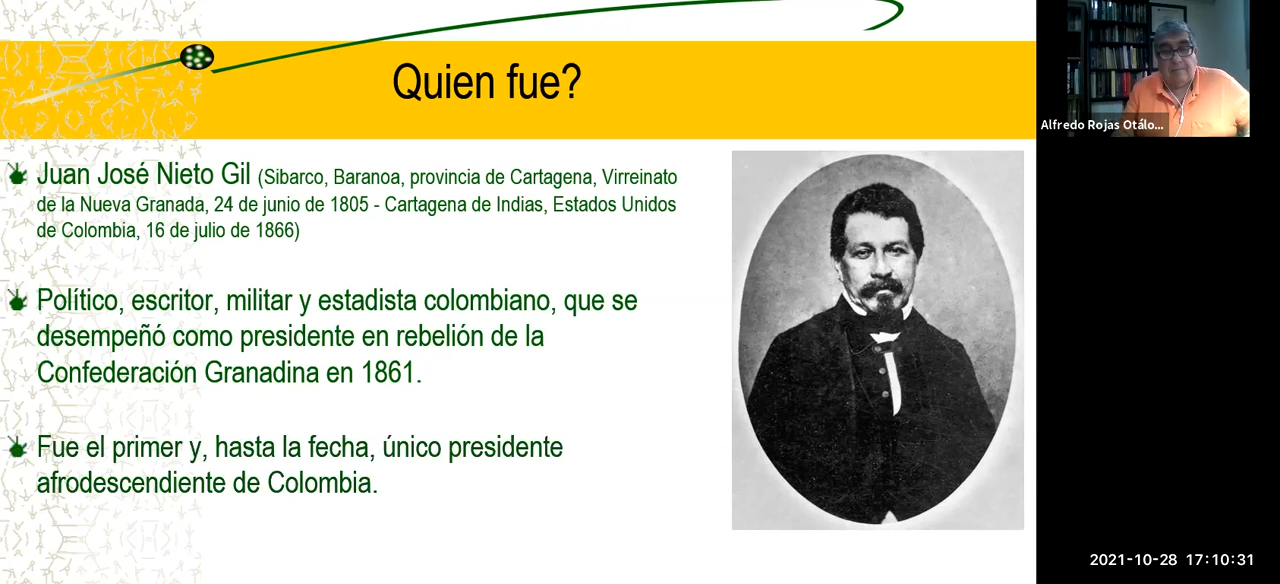 Quien fue?
Juan José Nieto Gil (Sibarco, Baranoa, provincia de Cartagena, Virreinato
de la Nueva Granada, 24 de junio de 1805 - Cartagena de Indias, Estados Unidos
de Colombia, 16 de julio de 1866)
Político, escritor, militar y estadista colombiano, que se
desempeñó como presidente en rebelión de la
Confederación Granadina en 1861.
Fue el primer y, hasta la fecha, único presidente
afrodescendiente de Colombia.
Alfredo Rojas Otálo...
2021-10-28 17:10:31